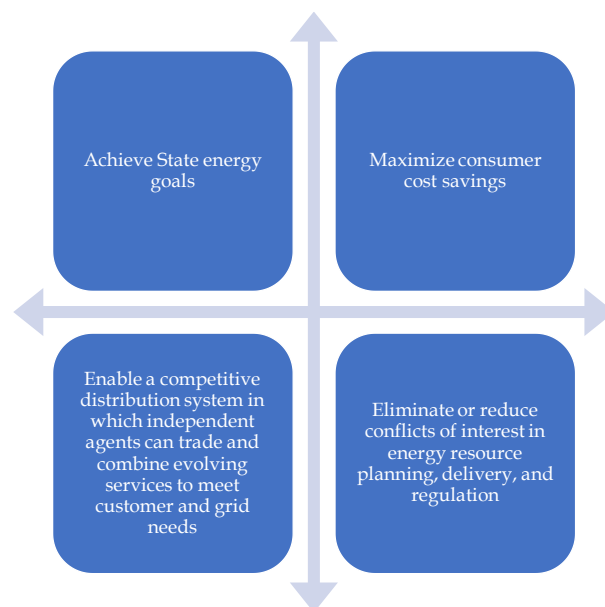 Achieve State energy
goals
Maximize consumer
cost savings
Enable a competitive
distribution system in
which independent
agents can trade and
combine evolving
services to meet
customer and grid
needs
Eliminate or reduce
conflicts of interest in
energy resource
planning, delivery, and
regulation